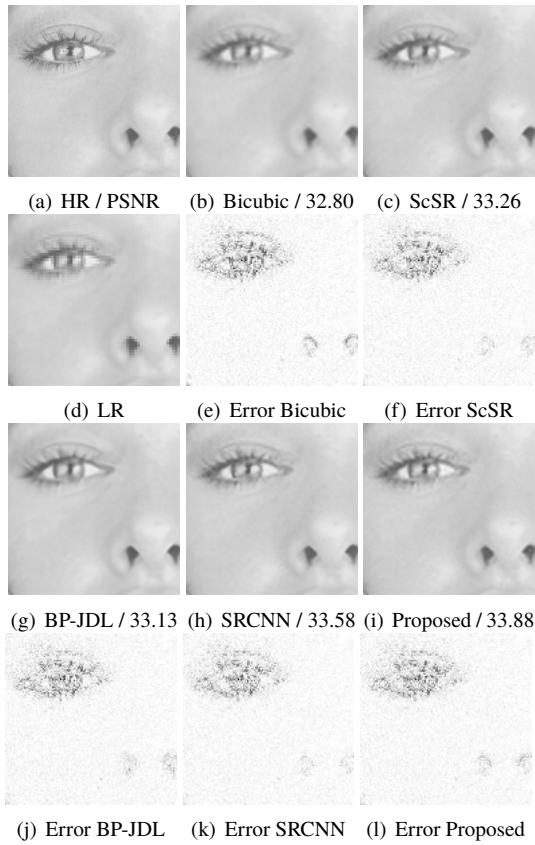 (a) HR / PSNR
(b) Bicubic / 32.80
(c) ScSR / 33.26
(d) LR
(e) Error Bicubic
(f) Error ScSR
(g) BP-JDL / 33.13
(h) SRCNN / 33.58
(i) Proposed / 33.88
(j) Error BP-JDL
(k) Error SRCNN
(l) Error Proposed